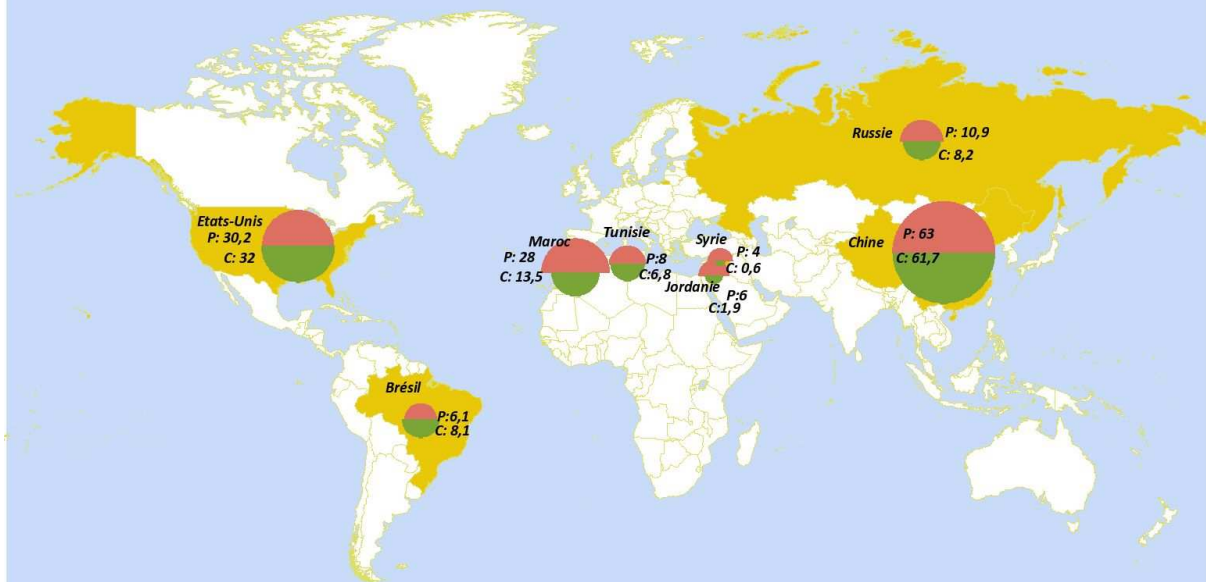 Russie
P: 10,9
C: 8,2
Etats-Unis
P: 30,2
C: 32
Maroc
P: 28
C: 13,5
Tunisie
P:8
C:6,8
Syrie
P: 4
C: 0,6
Jordanie
P:6
C:1,9
Chine
P: 63
C: 61,7
Brésil
P:6,1
C: 8,1